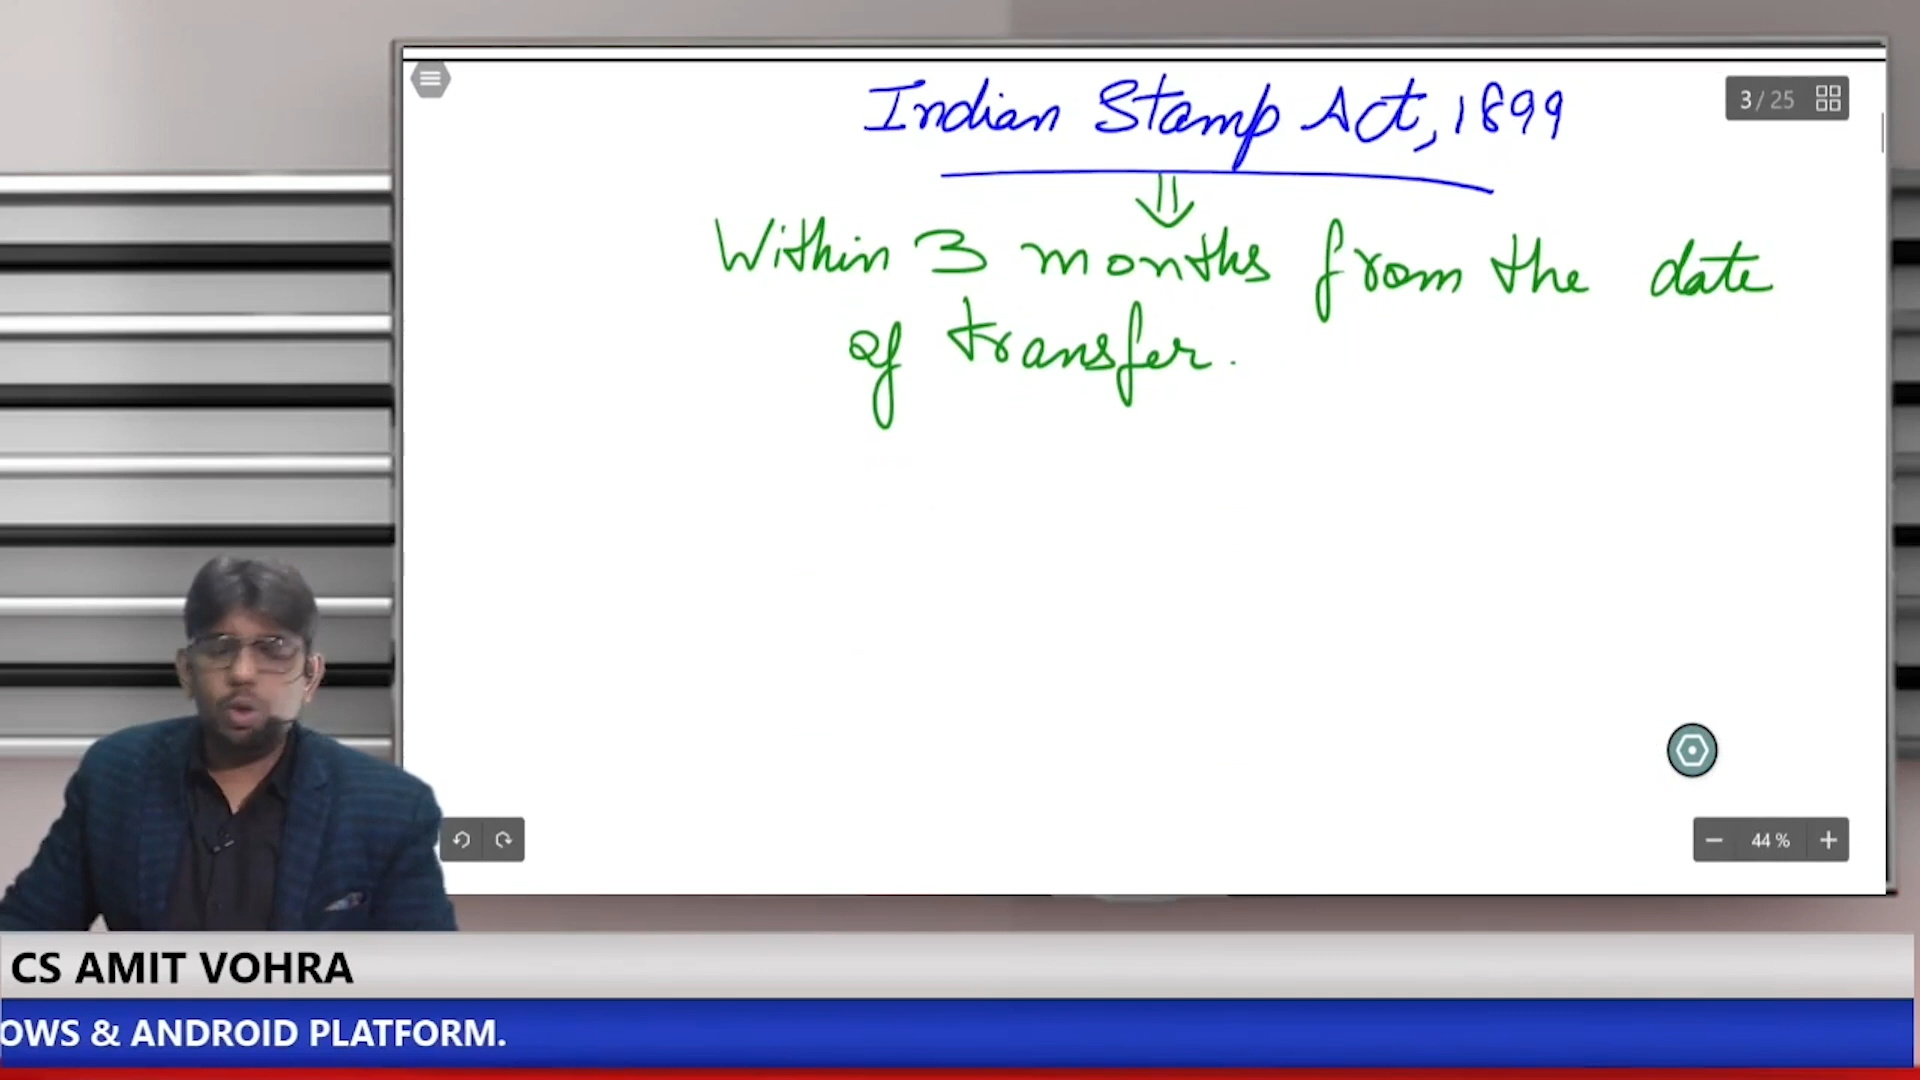 Indian Stamp Act, 1899
3 / 25
Within 3 months from the date
of transfer.
44 %
CS AMIT VOHRA
OWS & ANDROID PLATFORM.